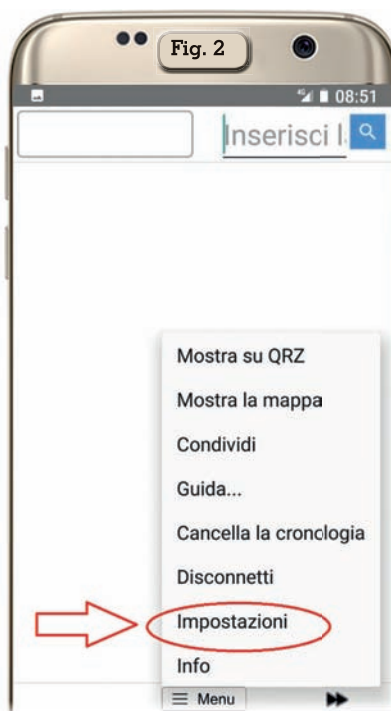 Fig. 2
08:51
Inserisci l
Mostra su QRZ
Mostra la mappa
Condividi
Guida...
Cancella la cronologia
Disconnetti
Impostazioni
Info
Menu